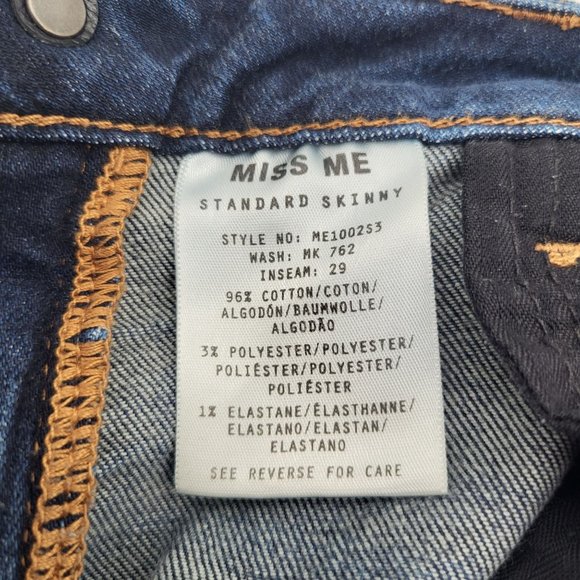 MISS ME
STANDARD SKINNY
STYLE NO: ME1002S3
WASH: MK 762
INSEAM: 29
96% COTTON/COTON/
ALGODÓN/BAUMWOLLE/
ALGODÃO
3% POLYESTER/POLYESTER/
POLIÉSTER/POLYESTER/
POLIÉSTER
1% ELASTANE/ÉLASTHANNE/
ELASTANO/ELASTAN/
ELASTANO
SEE REVERSE FOR CARE